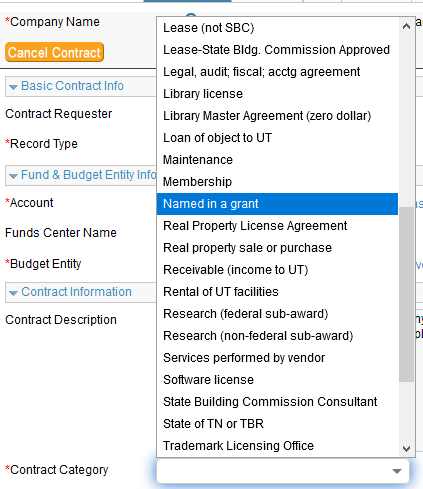 *Company Name
Cancel Contract
Basic Contract Info
Contract Requester
*Record Type
Fund & Budget Entity Info
*Account
Funds Center Name
*Budget Entity
Contract Information
Contract Description
*Contract Category
Lease (not SBC)
Lease-State Bldg. Commission Approved
Legal, audit; fiscal; acctg agreement
Library license
Library Master Agreement (zero dollar)
Loan of object to UT
Maintenance
Membership
Named in a grant
Real Property License Agreement
Real property sale or purchase
Receivable (income to UT)
Rental of UT facilities
Research (federal sub-award)
Research (non-federal sub-award)
Services performed by vendor
Software license
State Building Commission Consultant
State of TN or TBR
Trademark Licensing Office